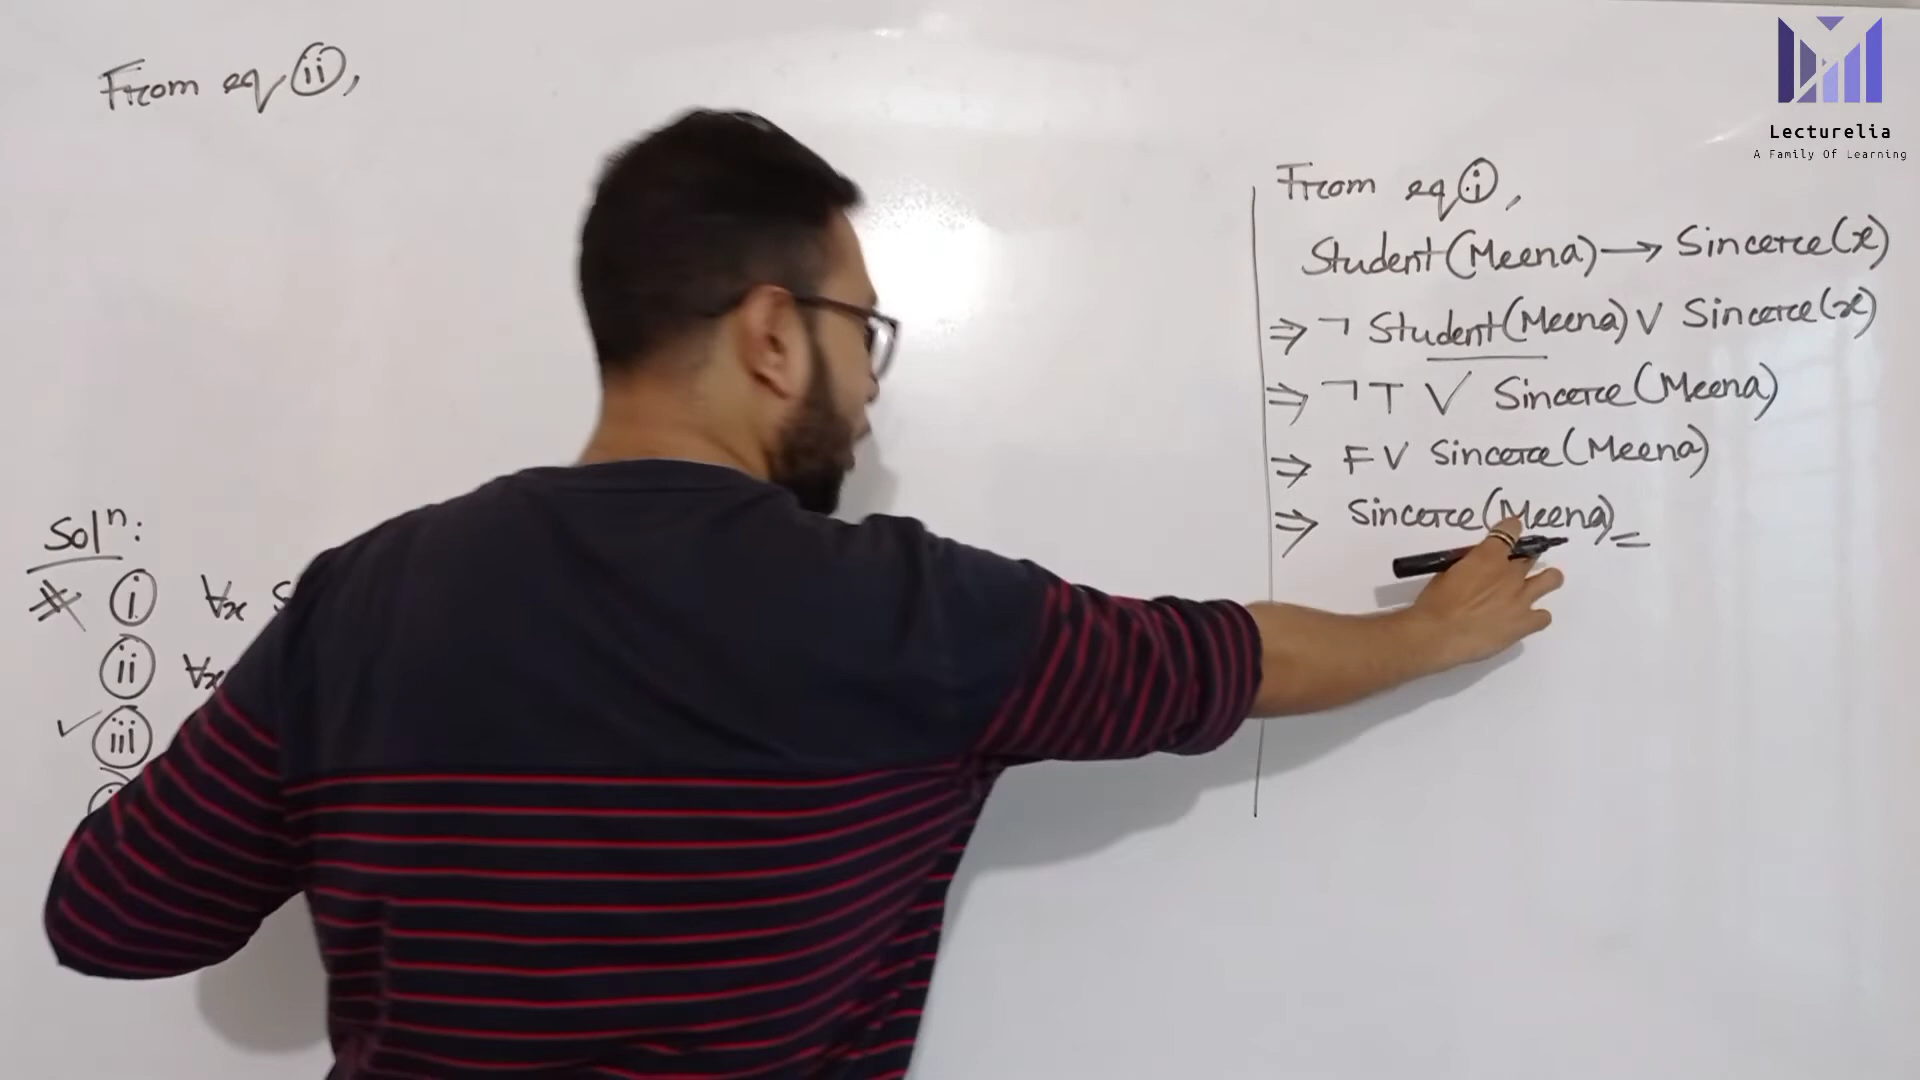 From eq ii,
Lecturelia
A Family Of Learning
From eq i,
Student(Meena) → Sincere(x)
⇒ ¬ Student(Meena) ∨ Sincere(x)
⇒ ¬ T ∨ Sincere(Meena)
⇒ F ∨ Sincere(Meena)
⇒ Sincere(Meena)
Solⁿ:
i ∀x S
ii ∀x
✓ iii